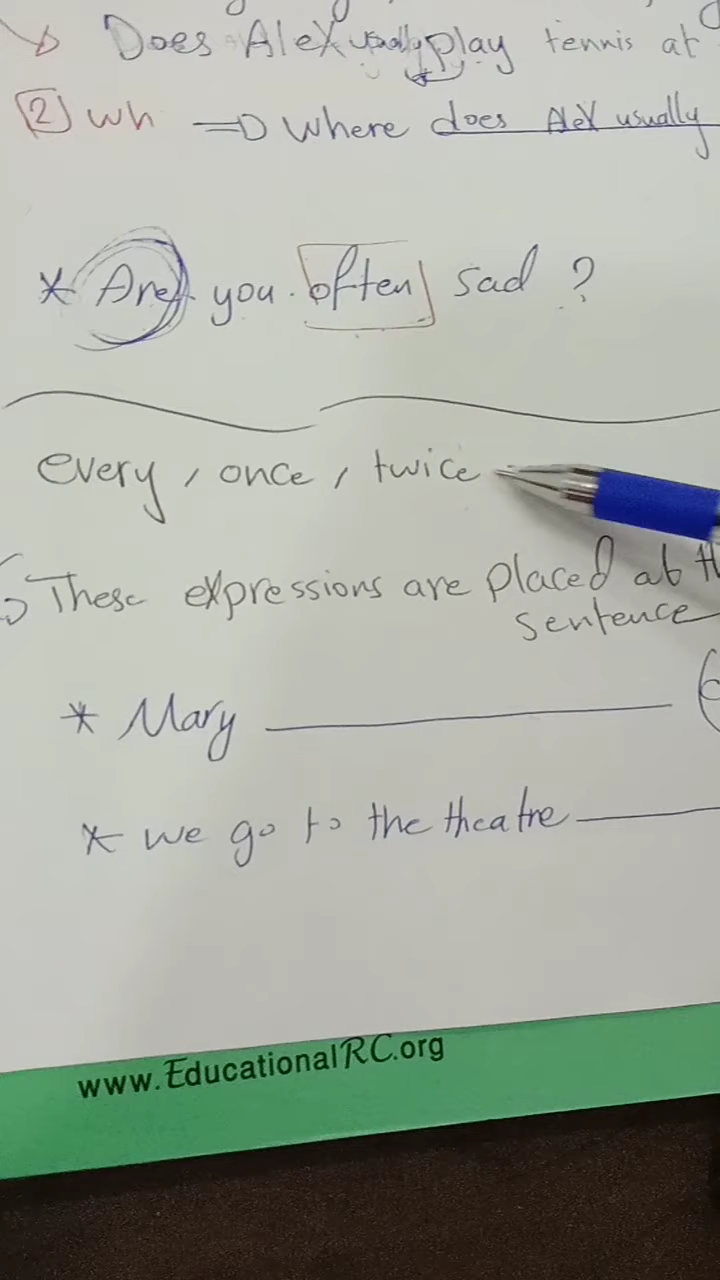 Does Alex usually play tennis at
2 wh ⇒ Where does Alex usually
* Are you often sad ?
every, once, twice
These expressions are placed at
sentence
* Mary
* we go to the theatre
www.EducationalRC.org